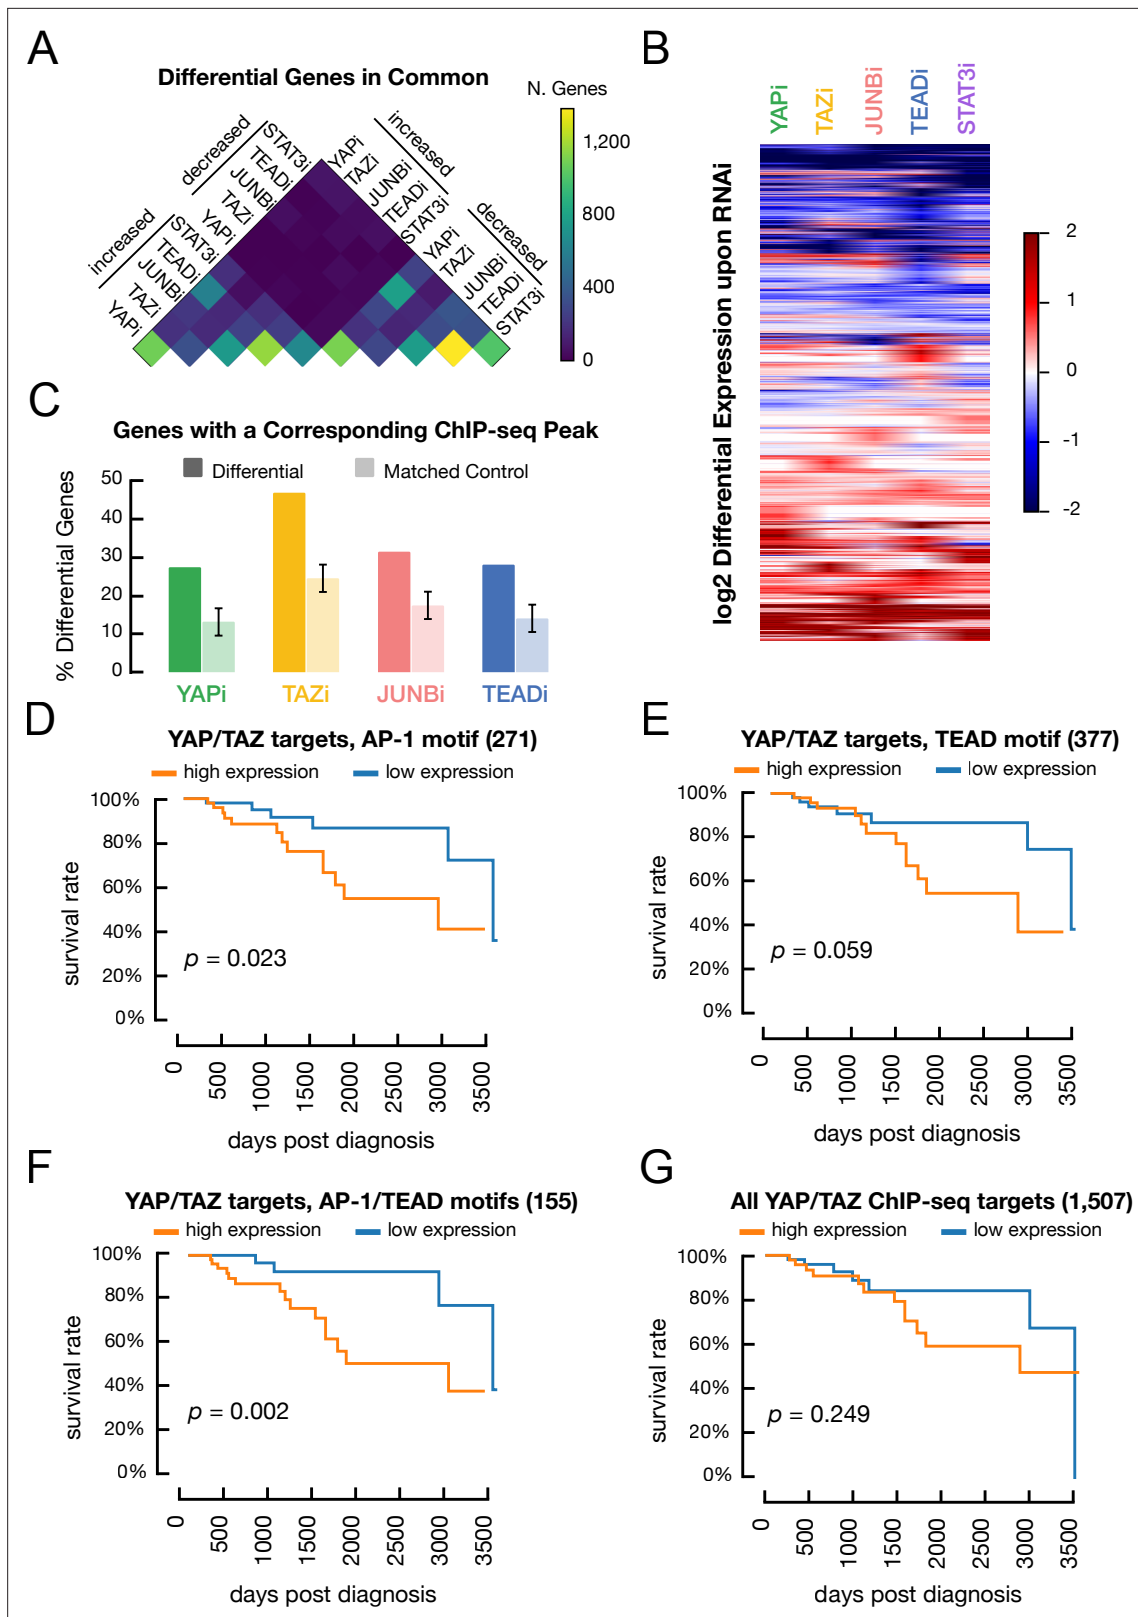 A
Differential Genes in Common
N. Genes
1,200
800
400
0
increased
decreased
YAPi
TAZi
JUNBi
TEADi
STAT3i
YAPi
TAZi
JUNBi
TEADi
STAT3i
increased
decreased
YAPi
TAZi
JUNBi
TEADi
STAT3i
YAPi
TAZi
JUNBi
TEADi
STAT3i
B
YAPi
TAZi
JUNBi
TEADi
STAT3i
log2 Differential Expression upon RNAi
2
1
0
-1
-2
C
Genes with a Corresponding ChIP-seq Peak
Differential
Matched Control
% Differential Genes
50
40
30
20
10
0
YAPi
TAZi
JUNBi
TEADi
D
YAP/TAZ targets, AP-1 motif (271)
high expression
low expression
survival rate
100%
80%
60%
40%
20%
0%
p = 0.023
0
500
1000
1500
2000
2500
3000
3500
days post diagnosis
E
YAP/TAZ targets, TEAD motif (377)
high expression
low expression
survival rate
100%
80%
60%
40%
20%
0%
p = 0.059
0
500
1000
1500
2000
2500
3000
3500
days post diagnosis
F
YAP/TAZ targets, AP-1/TEAD motifs (155)
high expression
low expression
survival rate
100%
80%
60%
40%
20%
0%
p = 0.002
0
500
1000
1500
2000
2500
3000
3500
days post diagnosis
G
All YAP/TAZ ChIP-seq targets (1,507)
high expression
low expression
survival rate
100%
80%
60%
40%
20%
0%
p = 0.249
0
500
1000
1500
2000
2500
3000
3500
days post diagnosis